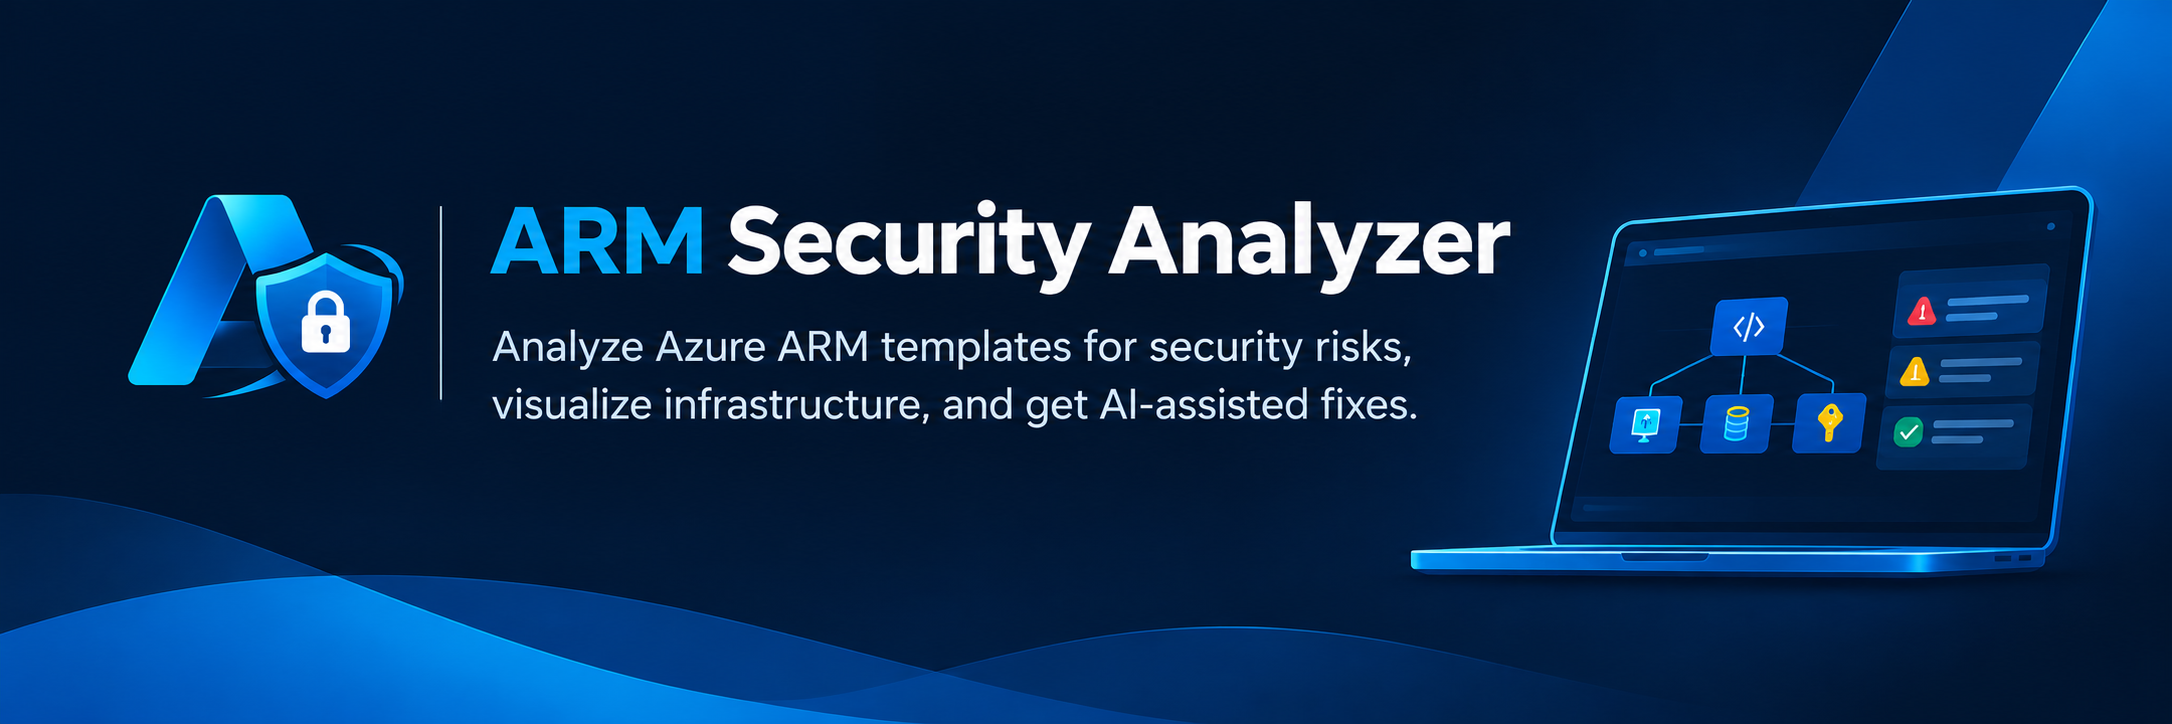 ARM Security Analyzer
Analyze Azure ARM templates for security risks,
visualize infrastructure, and get AI-assisted fixes.